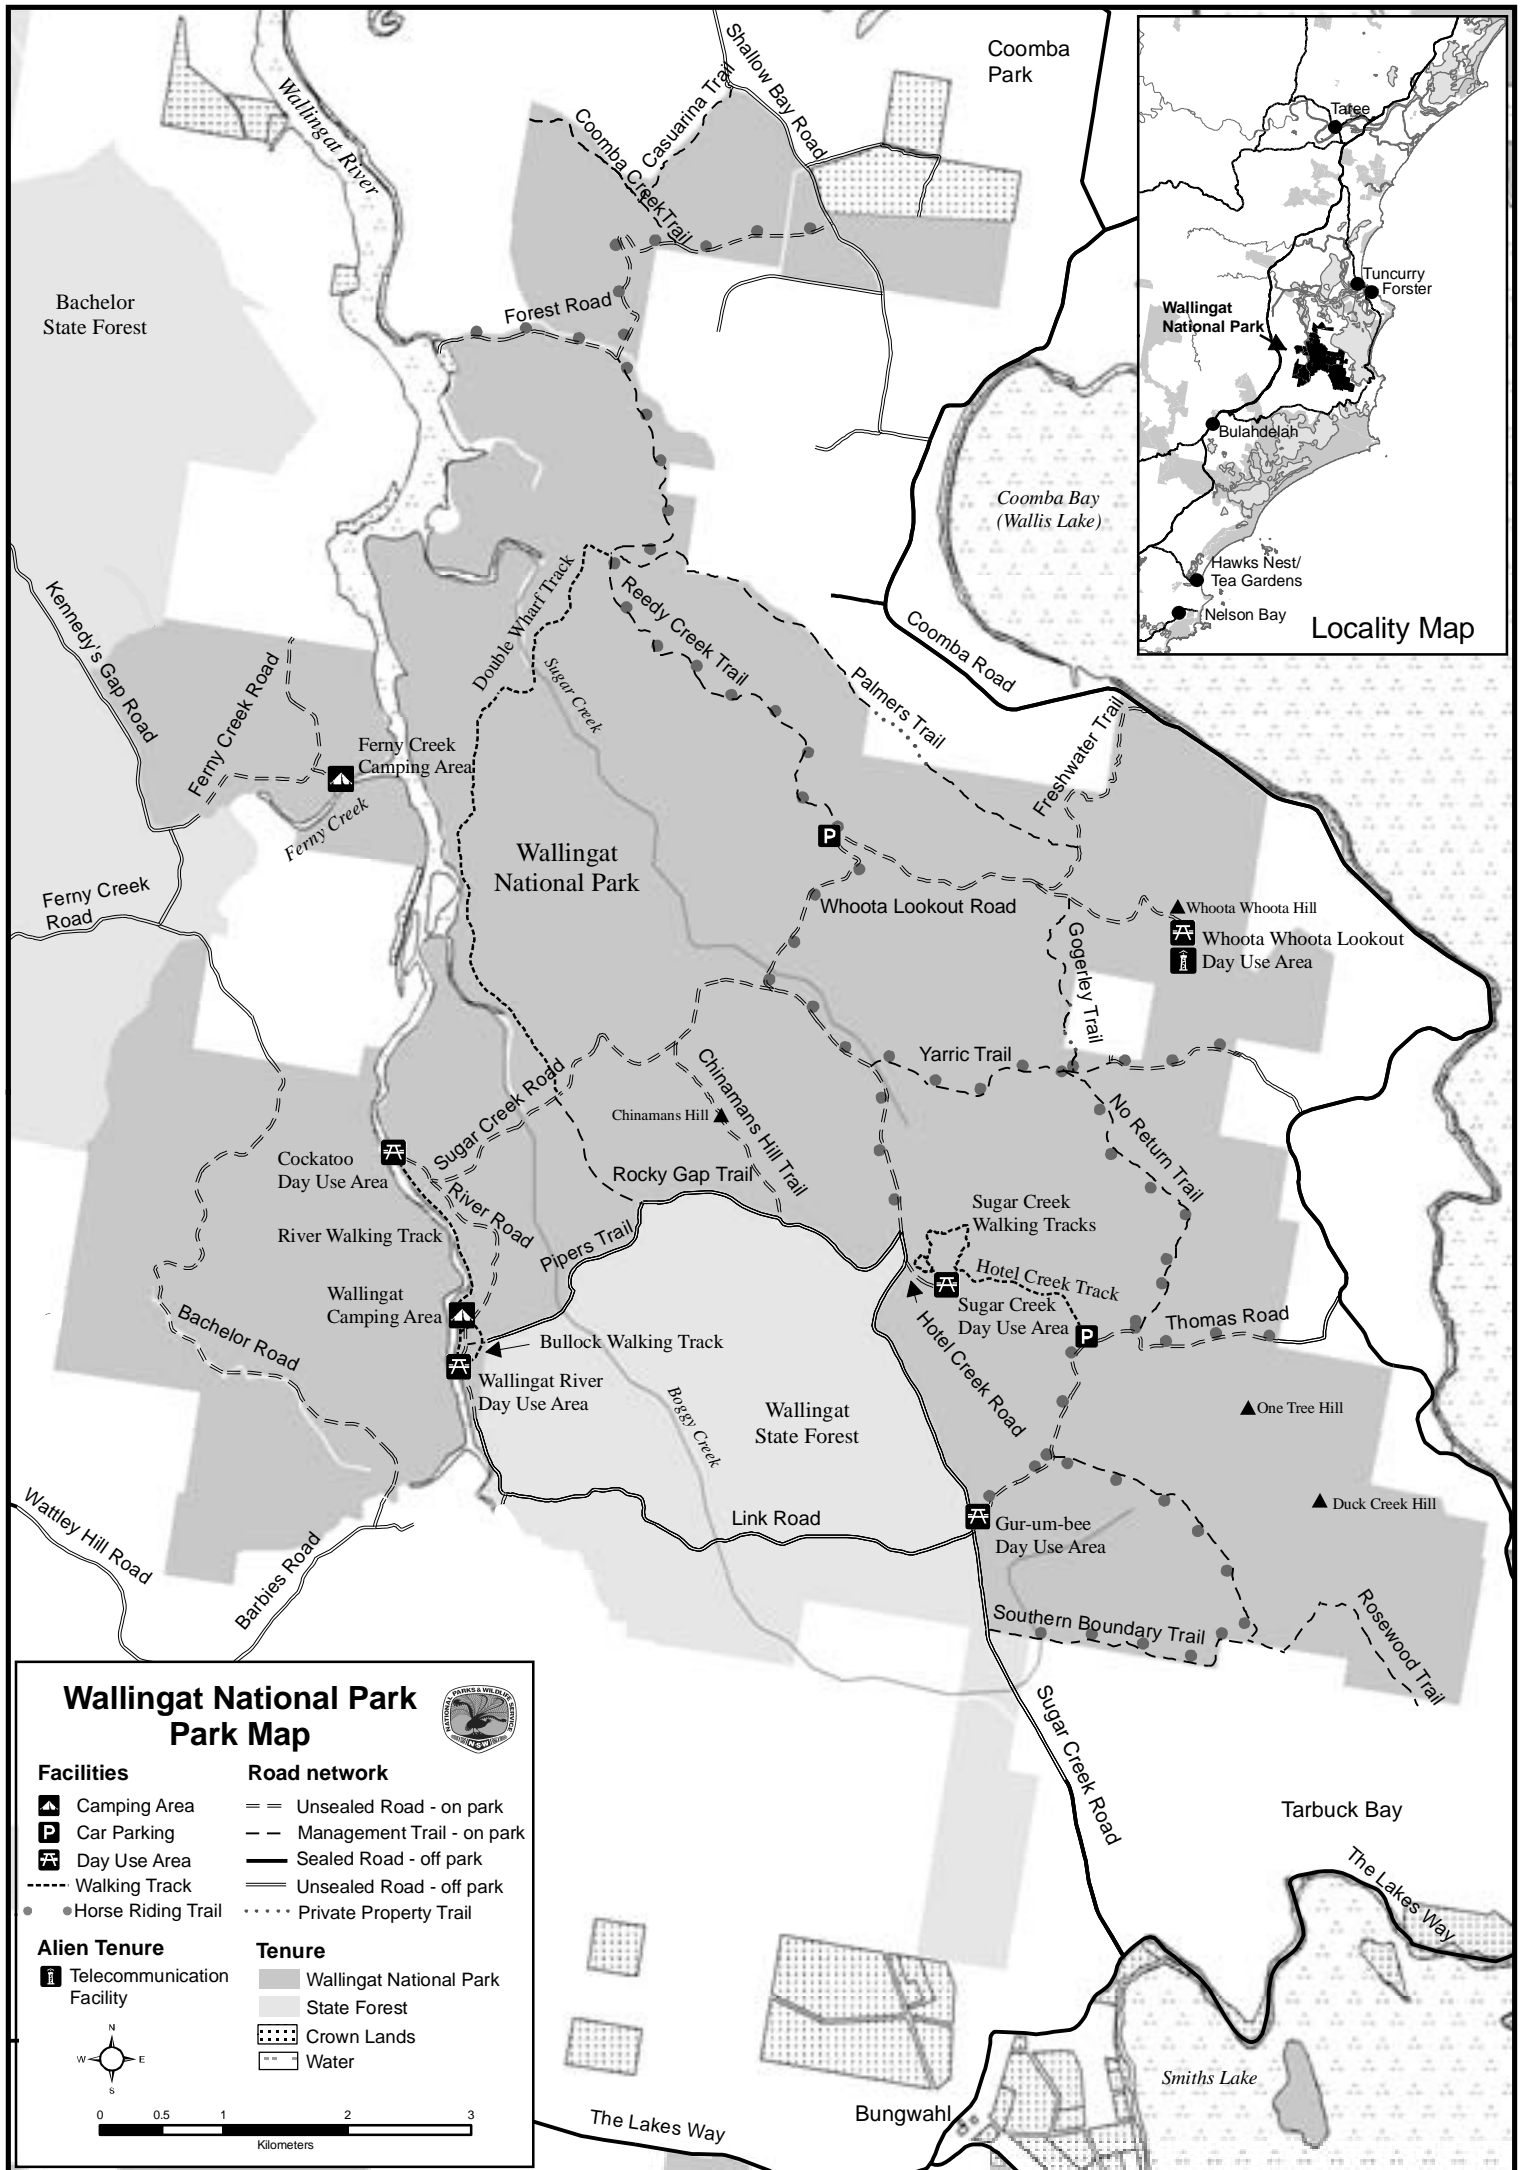 Wallingat River
Shallow Bay Road
Casuarina Trail
Coomba Creek Trail
Coomba
Park
Bachelor
State Forest
Forest Road
Taree
Tuncurry
Forster
Wallingat
National Park
Bulahdelah
Hawks Nest/
Tea Gardens
Nelson Bay
Locality Map
Coomba Bay
(Wallis Lake)
Kennedy's Gap Road
Ferny Creek Road
Double Wharf Track
Reedy Creek Trail
Sugar Creek
Coomba Road
Palmers Trail
Freshwater Trail
Ferny Creek
Camping Area
Ferny Creek
P
Wallingat
National Park
Ferny Creek
Road
Whoota Lookout Road
Whoota Whoota Hill
Whoota Whoota Lookout
Day Use Area
Gogerley Trail
Yarric Trail
Chinamans Hill
Chinamans Hill Trail
No Return Trail
Sugar Creek Road
Cockatoo
Day Use Area
River Road
Rocky Gap Trail
Sugar Creek
Walking Tracks
River Walking Track
Pipers Trail
Hotel Creek Track
Wallingat
Camping Area
Sugar Creek
Day Use Area
P
Thomas Road
Bachelor Road
Bullock Walking Track
Hotel Creek Road
Wallingat River
Day Use Area
Boggy Creek
Wallingat
State Forest
One Tree Hill
Duck Creek Hill
Wattley Hill Road
Link Road
Gur-um-bee
Day Use Area
Barbies Road
Southern Boundary Trail
Rosewood Trail
Sugar Creek Road
Tarbuck Bay
The Lakes Way
Smiths Lake
Bungwahl
The Lakes Way
Wallingat National Park
Park Map
NATIONAL PARKS & WILDLIFE SERVICE
N·S·W
Facilities
Camping Area
P Car Parking
Day Use Area
Walking Track
Horse Riding Trail
Road network
Unsealed Road - on park
Management Trail - on park
Sealed Road - off park
Unsealed Road - off park
Private Property Trail
Alien Tenure
Telecommunication
Facility
Tenure
Wallingat National Park
State Forest
Crown Lands
Water
N
W E
S
0 0.5 1 2 3
Kilometers